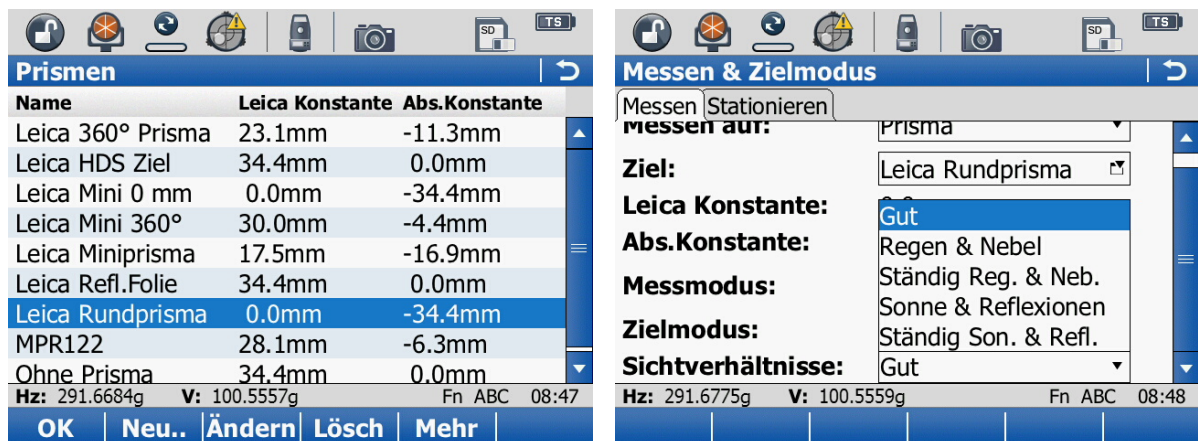 SD
TS
Prismen
Name Leica Konstante Abs.Konstante
Leica 360° Prisma 23.1mm -11.3mm
Leica HDS Ziel 34.4mm 0.0mm
Leica Mini 0 mm 0.0mm -34.4mm
Leica Mini 360° 30.0mm -4.4mm
Leica Miniprisma 17.5mm -16.9mm
Leica Refl.Folie 34.4mm 0.0mm
Leica Rundprisma 0.0mm -34.4mm
MPR122 28.1mm -6.3mm
Ohne Prisma 34.4mm 0.0mm
Hz: 291.6684g V: 100.5557g Fn ABC 08:47
OK Neu.. Ändern Lösch Mehr
SD
TS
Messen & Zielmodus
Messen Stationieren
Messen auf: Prisma
Ziel: Leica Rundprisma
Leica Konstante:
Abs.Konstante:
Messmodus:
Zielmodus:
Gut
Regen & Nebel
Ständig Reg. & Neb.
Sonne & Reflexionen
Ständig Son. & Refl.
Sichtverhältnisse: Gut
Hz: 291.6775g V: 100.5559g Fn ABC 08:48